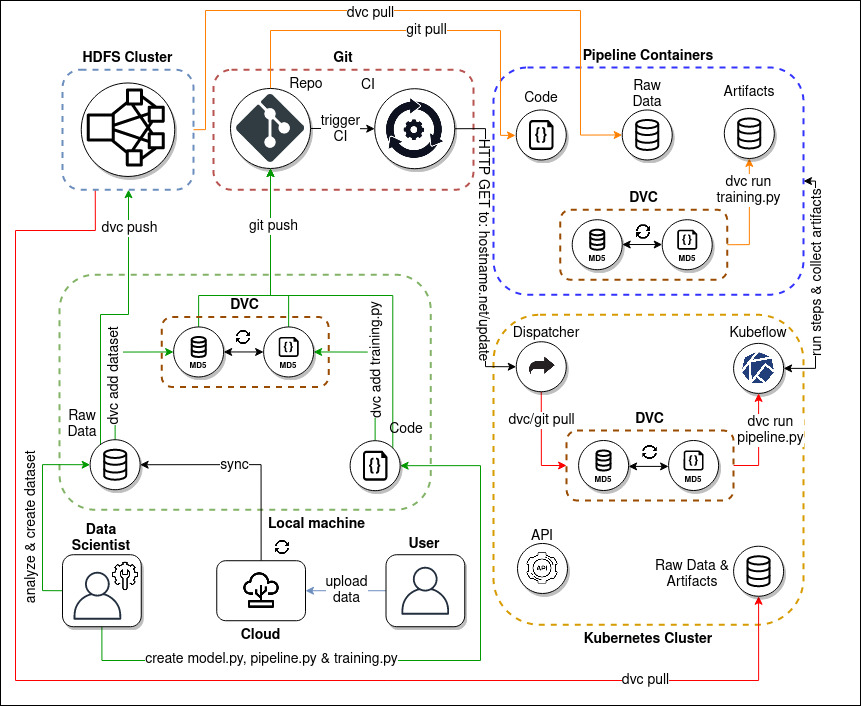 dvc pull
git pull
HDFS Cluster
Git
Pipeline Containers
Repo
CI
trigger
CI
Code
Raw
Data
Artifacts
dvc run
training.py
DVC
MD5
MD5
HTTP GET to: hostname.net/update
run steps & collect artifacts
dvc push
git push
DVC
MD5
MD5
dvc add dataset
dvc add training.py
Raw
Data
Code
sync
Local machine
analyze & create dataset
Data
Scientist
User
upload
data
Cloud
create model.py, pipeline.py & training.py
Dispatcher
Kubeflow
dvc/git pull
DVC
MD5
MD5
dvc run
pipeline.py
API
API
Raw Data &
Artifacts
Kubernetes Cluster
dvc pull